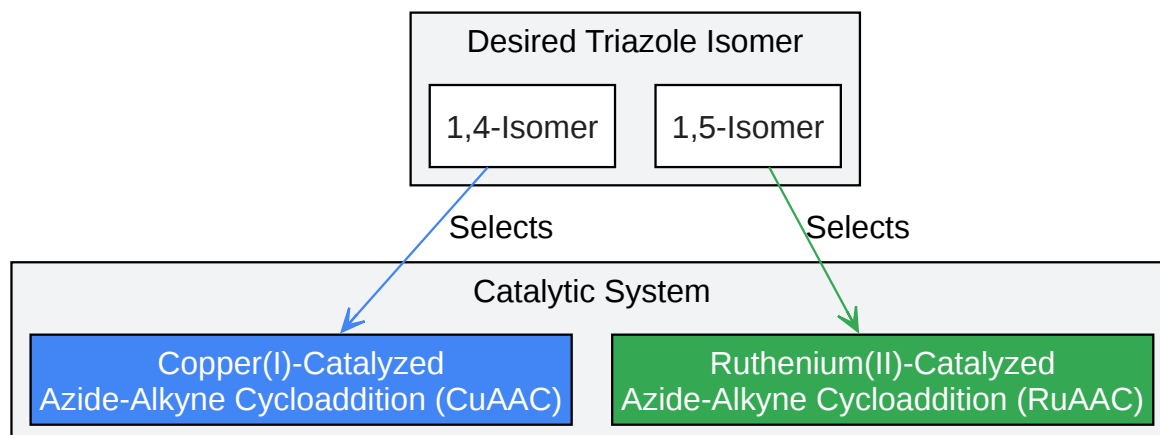 Desired Triazole Isomer
1,4-Isomer
1,5-Isomer
Selects
Selects
Catalytic System
Copper(I)-Catalyzed
Azide-Alkyne Cycloaddition (CuAAC)
Ruthenium(II)-Catalyzed
Azide-Alkyne Cycloaddition (RuAAC)